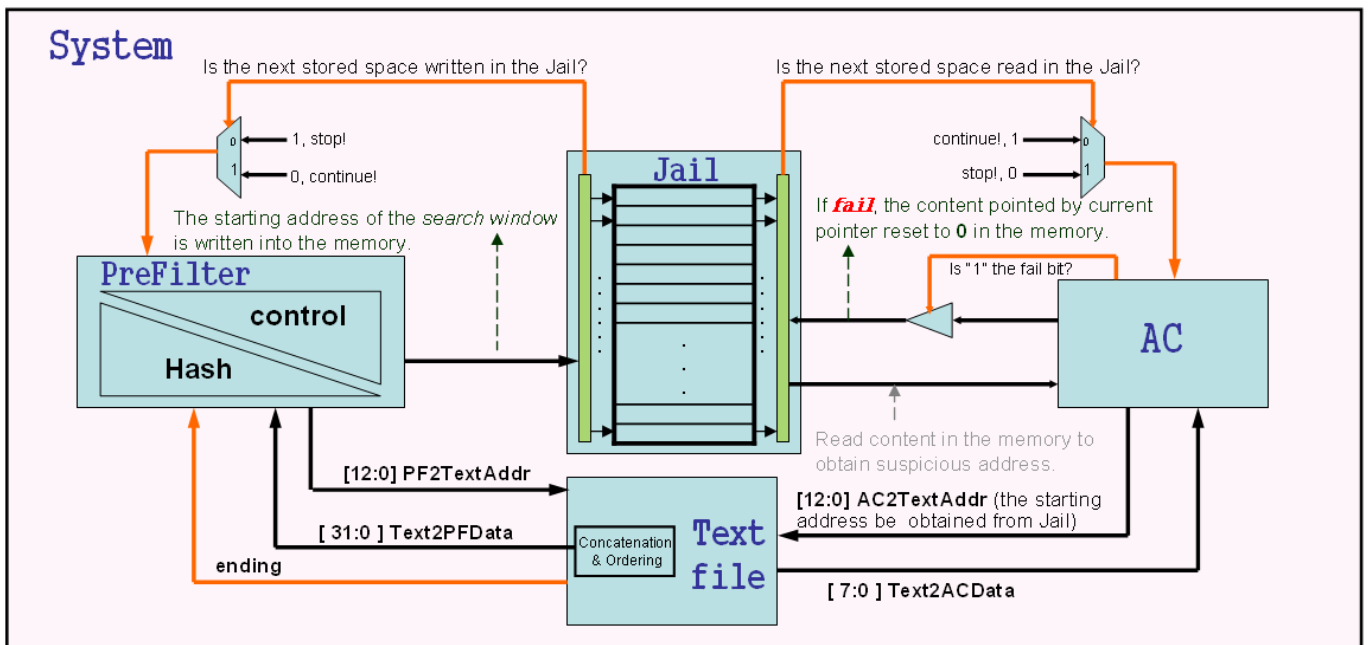 System
Is the next stored space written in the Jail?
Is the next stored space read in the Jail?
0
1, stop!
1
0, continue!
continue!, 1
0
stop!, 0
1
Jail
The starting address of the search window
is written into the memory.
If fail, the content pointed by current
pointer reset to 0 in the memory.
Is "1" the fail bit?
PreFilter
control
Hash
AC
Read content in the memory to
obtain suspicious address.
[12:0] PF2TextAddr
[12:0] AC2TextAddr (the starting
address be obtained from Jail)
[ 31:0 ] Text2PFData
Concatenation
& Ordering
Text
file
ending
[ 7:0 ] Text2ACData